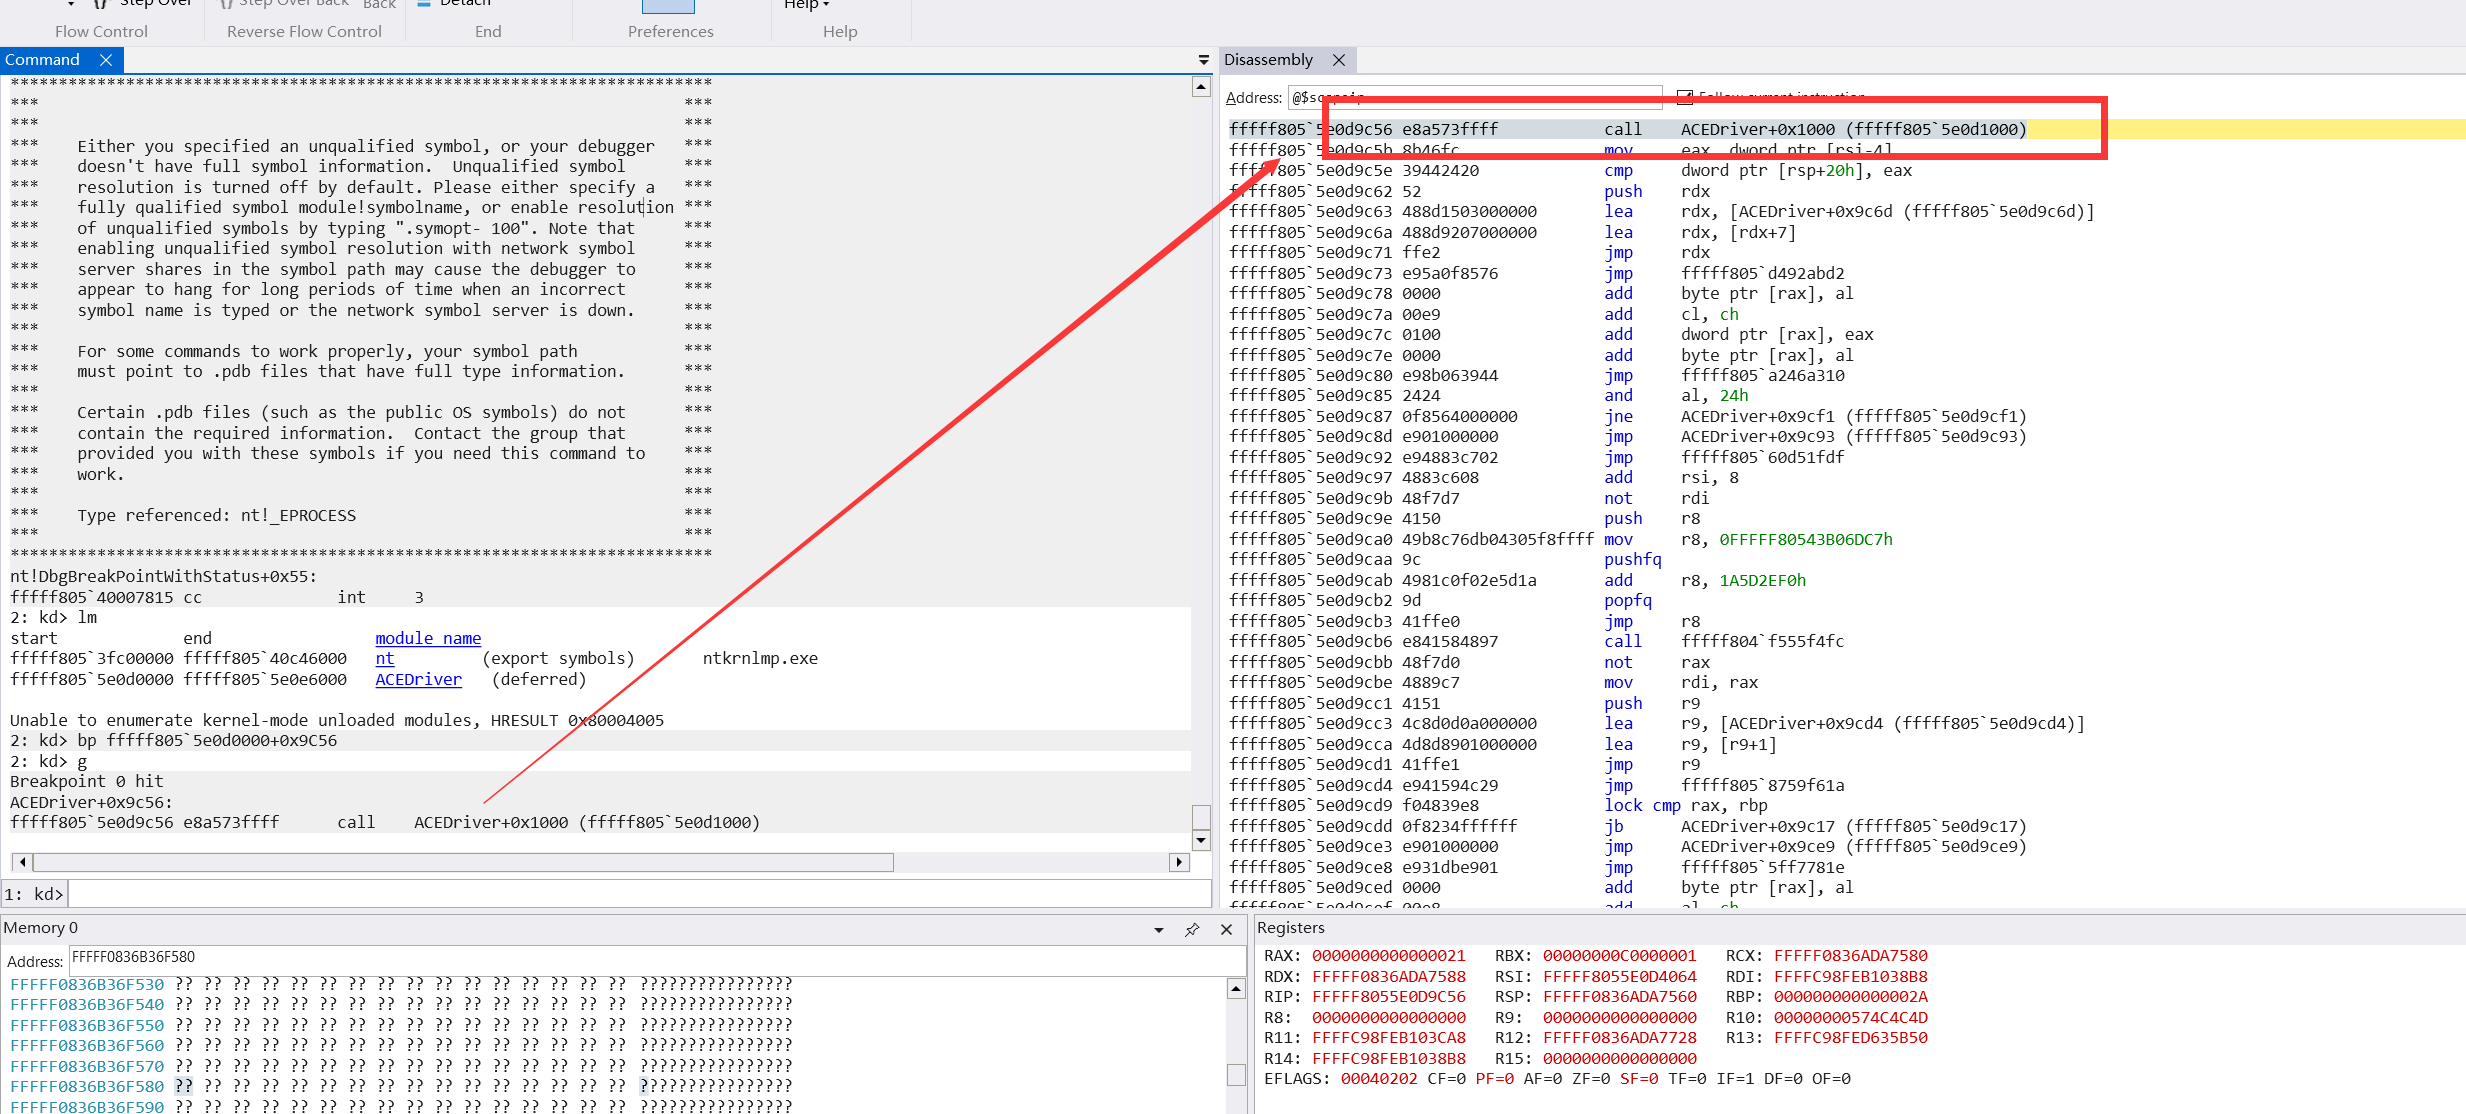 Step Over
Step Over Back
Back
Detach
Help
Flow Control
Reverse Flow Control
End
Preferences
Help
Command
*************************************************************************
***                                                                   ***
***                                                                   ***
***    Either you specified an unqualified symbol, or your debugger   ***
***    doesn't have full symbol information.  Unqualified symbol      ***
***    resolution is turned off by default. Please either specify a   ***
***    fully qualified symbol module!symbolname, or enable resolution ***
***    of unqualified symbols by typing ".symopt- 100". Note that     ***
***    enabling unqualified symbol resolution with network symbol     ***
***    server shares in the symbol path may cause the debugger to     ***
***    appear to hang for long periods of time when an incorrect      ***
***    symbol name is typed or the network symbol server is down.     ***
***                                                                   ***
***    For some commands to work properly, your symbol path           ***
***    must point to .pdb files that have full type information.      ***
***                                                                   ***
***    Certain .pdb files (such as the public OS symbols) do not      ***
***    contain the required information.  Contact the group that      ***
***    provided you with these symbols if you need this command to    ***
***    work.                                                          ***
***                                                                   ***
***    Type referenced: nt!_EPROCESS                                  ***
***                                                                   ***
*************************************************************************
nt!DbgBreakPointWithStatus+0x55:
fffff805`40007815 cc              int     3
2: kd> lm
start             end                 module name
fffff805`3fc00000 fffff805`40c46000   nt         (export symbols)       ntkrnlmp.exe
fffff805`5e0d0000 fffff805`5e0e6000   ACEDriver   (deferred)
Unable to enumerate kernel-mode unloaded modules, HRESULT 0x80004005
2: kd> bp fffff805`5e0d0000+0x9C56
2: kd> g
Breakpoint 0 hit
ACEDriver+0x9c56:
fffff805`5e0d9c56 e8a573ffff      call    ACEDriver+0x1000 (fffff805`5e0d1000)
1: kd>
Disassembly
Address: @$scopeip
Follow current instruction
fffff805`5e0d9c56 e8a573ffff call ACEDriver+0x1000 (fffff805`5e0d1000)
fffff805`5e0d9c5b 8b46fc mov eax, dword ptr [rsi-4]
fffff805`5e0d9c5e 39442420 cmp dword ptr [rsp+20h], eax
fffff805`5e0d9c62 52 push rdx
fffff805`5e0d9c63 488d1503000000 lea rdx, [ACEDriver+0x9c6d (fffff805`5e0d9c6d)]
fffff805`5e0d9c6a 488d9207000000 lea rdx, [rdx+7]
fffff805`5e0d9c71 ffe2 jmp rdx
fffff805`5e0d9c73 e95a0f8576 jmp fffff805`d492abd2
fffff805`5e0d9c78 0000 add byte ptr [rax], al
fffff805`5e0d9c7a 00e9 add cl, ch
fffff805`5e0d9c7c 0100 add dword ptr [rax], eax
fffff805`5e0d9c7e 0000 add byte ptr [rax], al
fffff805`5e0d9c80 e98b063944 jmp fffff805`a246a310
fffff805`5e0d9c85 2424 and al, 24h
fffff805`5e0d9c87 0f8564000000 jne ACEDriver+0x9cf1 (fffff805`5e0d9cf1)
fffff805`5e0d9c8d e901000000 jmp ACEDriver+0x9c93 (fffff805`5e0d9c93)
fffff805`5e0d9c92 e94883c702 jmp fffff805`60d51fdf
fffff805`5e0d9c97 4883c608 add rsi, 8
fffff805`5e0d9c9b 48f7d7 not rdi
fffff805`5e0d9c9e 4150 push r8
fffff805`5e0d9ca0 49b8c76db04305f8ffff mov r8, 0FFFFF80543B06DC7h
fffff805`5e0d9caa 9c pushfq
fffff805`5e0d9cab 4981c0f02e5d1a add r8, 1A5D2EF0h
fffff805`5e0d9cb2 9d popfq
fffff805`5e0d9cb3 41ffe0 jmp r8
fffff805`5e0d9cb6 e841584897 call fffff804`f555f4fc
fffff805`5e0d9cbb 48f7d0 not rax
fffff805`5e0d9cbe 4889c7 mov rdi, rax
fffff805`5e0d9cc1 4151 push r9
fffff805`5e0d9cc3 4c8d0d0a000000 lea r9, [ACEDriver+0x9cd4 (fffff805`5e0d9cd4)]
fffff805`5e0d9cca 4d8d8901000000 lea r9, [r9+1]
fffff805`5e0d9cd1 41ffe1 jmp r9
fffff805`5e0d9cd4 e941594c29 jmp fffff805`8759f61a
fffff805`5e0d9cd9 f04839e8 lock cmp rax, rbp
fffff805`5e0d9cdd 0f8234ffffff jb ACEDriver+0x9c17 (fffff805`5e0d9c17)
fffff805`5e0d9ce3 e901000000 jmp ACEDriver+0x9ce9 (fffff805`5e0d9ce9)
fffff805`5e0d9ce8 e931dbe901 jmp fffff805`5ff7781e
fffff805`5e0d9ced 0000 add byte ptr [rax], al
fffff805`5e0d9cef 00e8 add al, ch
Memory 0
Address: FFFFF0836B36F580
FFFFF0836B36F530 ?? ?? ?? ?? ?? ?? ?? ?? ?? ?? ?? ?? ?? ?? ?? ?? ????????????????
FFFFF0836B36F540 ?? ?? ?? ?? ?? ?? ?? ?? ?? ?? ?? ?? ?? ?? ?? ?? ????????????????
FFFFF0836B36F550 ?? ?? ?? ?? ?? ?? ?? ?? ?? ?? ?? ?? ?? ?? ?? ?? ????????????????
FFFFF0836B36F560 ?? ?? ?? ?? ?? ?? ?? ?? ?? ?? ?? ?? ?? ?? ?? ?? ????????????????
FFFFF0836B36F570 ?? ?? ?? ?? ?? ?? ?? ?? ?? ?? ?? ?? ?? ?? ?? ?? ????????????????
FFFFF0836B36F580 ?? ?? ?? ?? ?? ?? ?? ?? ?? ?? ?? ?? ?? ?? ?? ?? ????????????????
FFFFF0836B36F590 ?? ?? ?? ?? ?? ?? ?? ?? ?? ?? ?? ?? ?? ?? ?? ?? ????????????????
Registers
RAX: 0000000000000021 RBX: 00000000C0000001 RCX: FFFFF0836ADA7580
RDX: FFFFF0836ADA7588 RSI: FFFFF8055E0D4064 RDI: FFFFC98FEB1038B8
RIP: FFFFF8055E0D9C56 RSP: FFFFF0836ADA7560 RBP: 000000000000002A
R8: 0000000000000000 R9: 0000000000000000 R10: 00000000574C4C4D
R11: FFFFC98FEB103CA8 R12: FFFFF0836ADA7728 R13: FFFFC98FED635B50
R14: FFFFC98FEB1038B8 R15: 0000000000000000
EFLAGS: 00040202 CF=0 PF=0 AF=0 ZF=0 SF=0 TF=0 IF=1 DF=0 OF=0